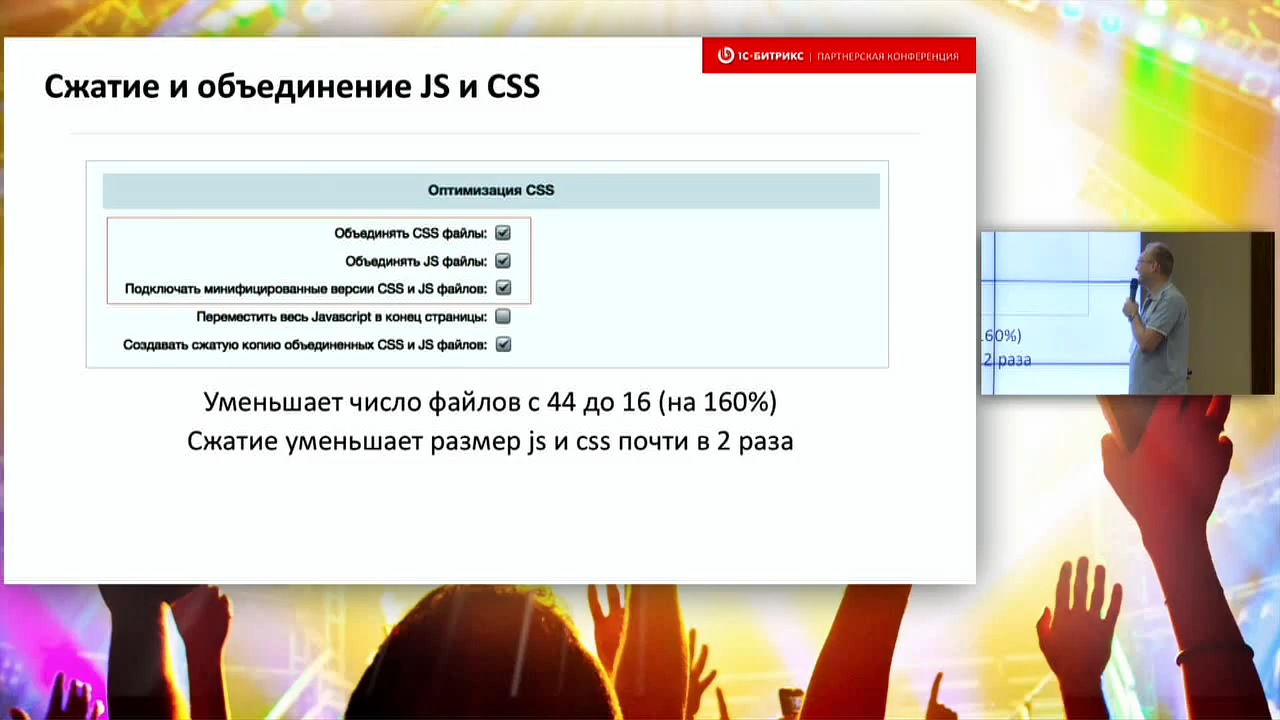 1С-БИТРИКС | ПАРТНЕРСКАЯ КОНФЕРЕНЦИЯ
Сжатие и объединение JS и CSS
Оптимизация CSS
Объединять CSS файлы:
Объединять JS файлы:
Подключать минифицированные версии CSS и JS файлов:
Переместить весь Javascript в конец страницы:
Создавать сжатую копию объединенных CSS и JS файлов:
Уменьшает число файлов с 44 до 16 (на 160%)
Сжатие уменьшает размер js и css почти в 2 раза
60%)
2 раза